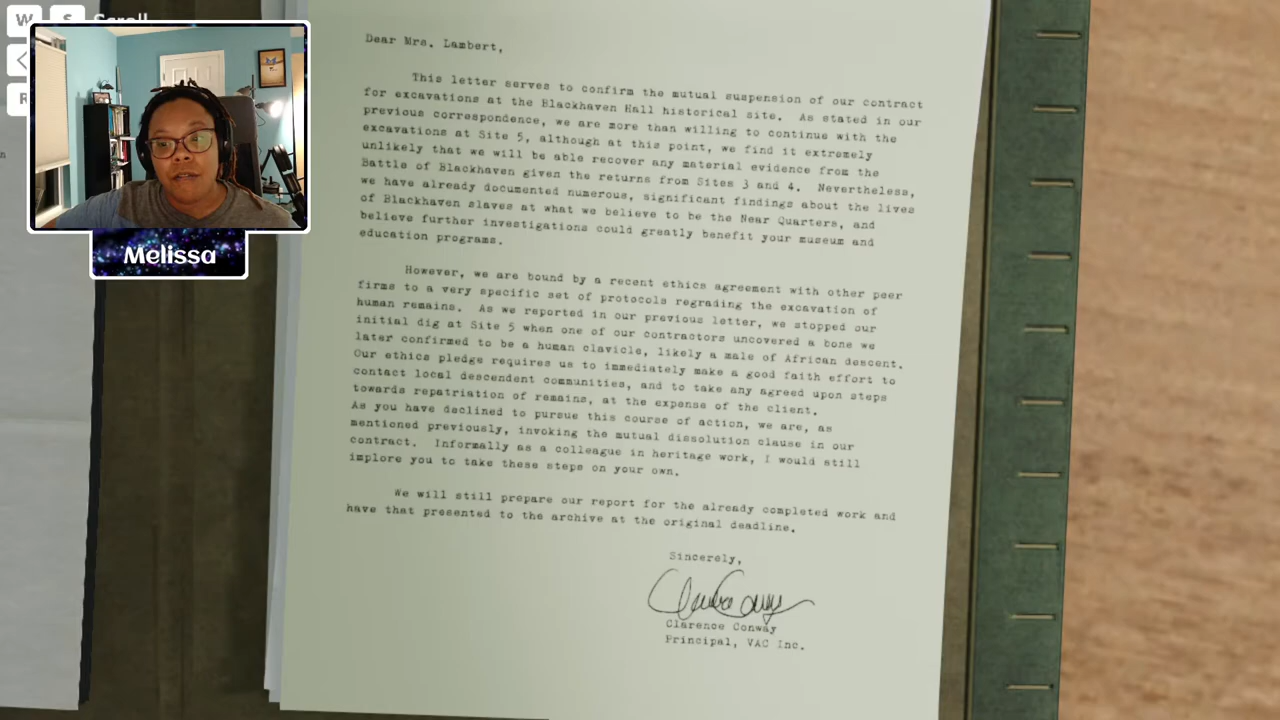 W S Scroll
R
Melissa
Dear Mrs. Lambert,
This letter serves to confirm the mutual suspension of our contract
for excavations at the Blackhaven Hall historical site. As stated in our
previous correspondence, we are more than willing to continue with the
excavations at Site 5, although at this point, we find it extremely
unlikely that we will be able recover any material evidence from the
Battle of Blackhaven given the returns from Sites 3 and 4. Nevertheless,
we have already documented numerous, significant findings about the lives
of Blackhaven slaves at what we believe to be the Near Quarters, and
believe further investigations could greatly benefit your museum and
education programs.
However, we are bound by a recent ethics agreement with other peer
firms to a very specific set of protocols regrading the excavation of
human remains. As we reported in our previous letter, we stopped our
initial dig at Site 5 when one of our contractors uncovered a bone we
later confirmed to be a human clavicle, likely a male of African descent.
Our ethics pledge requires us to immediately make a good faith effort to
contact local descendent communities, and to take any agreed upon steps
towards repatriation of remains, at the expense of the client.
As you have declined to pursue this course of action, we are, as
mentioned previously, invoking the mutual dissolution clause in our
contract. Informally as a colleague in heritage work, I would still
implore you to take these steps on your own.
We will still prepare our report for the already completed work and
have that presented to the archive at the original deadline.
Sincerely,
Clarence Conway
Principal, VAC Inc.